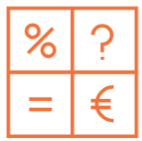 % ?
= €